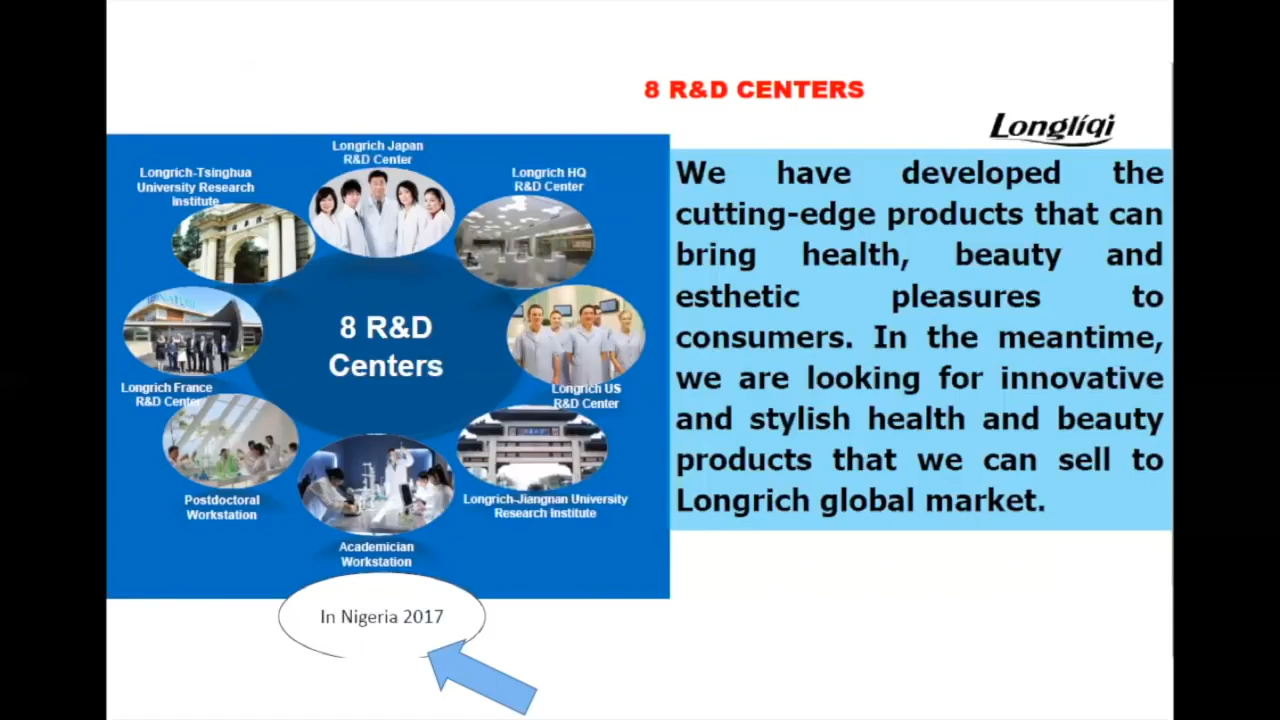 8 R&D CENTERS
Longliqi
Longrich Japan
R&D Center
Longrich-Tsinghua
University Research
Institute
Longrich HQ
R&D Center
8 R&D
Centers
Longrich France
R&D Center
Longrich US
R&D Center
Postdoctoral
Workstation
Longrich-Jiangnan University
Research Institute
Academician
Workstation
In Nigeria 2017
We have developed the
cutting-edge products that can
bring health, beauty and
esthetic pleasures to
consumers. In the meantime,
we are looking for innovative
and stylish health and beauty
products that we can sell to
Longrich global market.